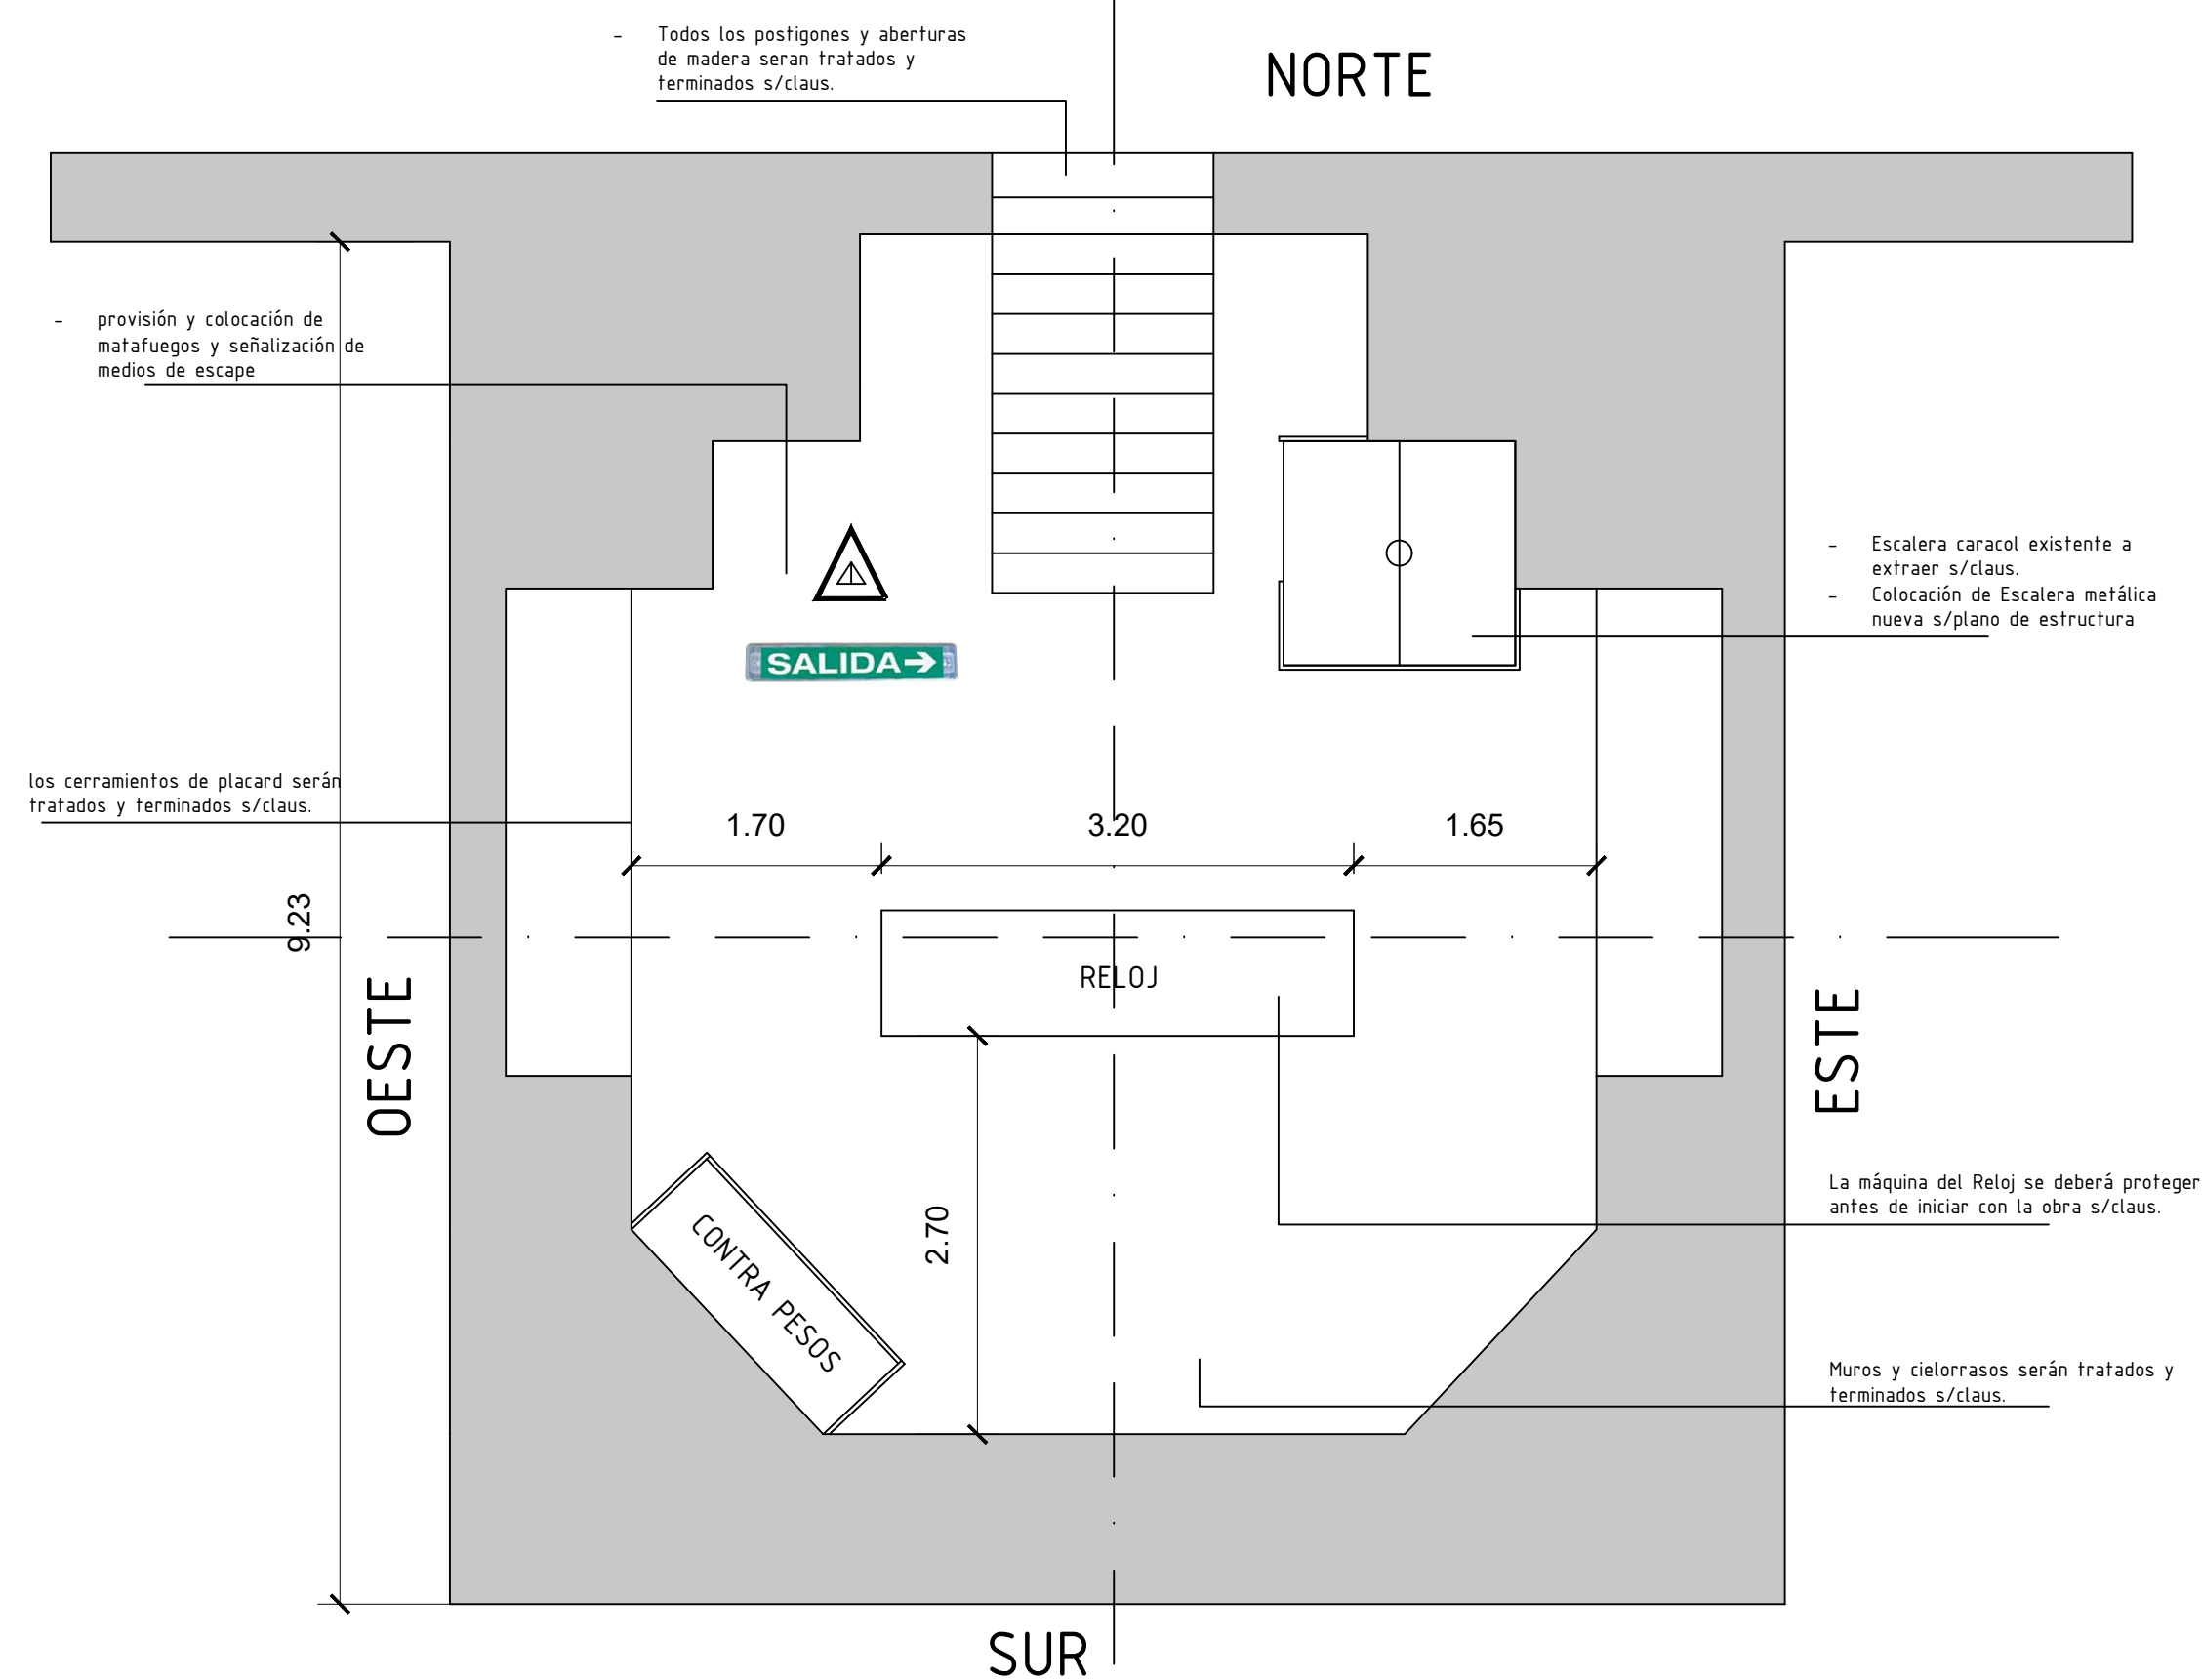 - Todos los postigones y aberturas
de madera seran tratados y
terminados s/claus.
NORTE
- provisión y colocación de
matafuegos y señalización de
medios de escape
- Escalera caracol existente a
extraer s/claus.
- Colocación de Escalera metálica
nueva s/plano de estructura
SALIDA→
los cerramientos de placard serán
tratados y terminados s/claus.
1.70
3.20
1.65
9.23
RELOJ
OESTE
ESTE
La máquina del Reloj se deberá proteger
antes de iniciar con la obra s/claus.
2.70
CONTRA PESOS
Muros y cielorrasos serán tratados y
terminados s/claus.
SUR